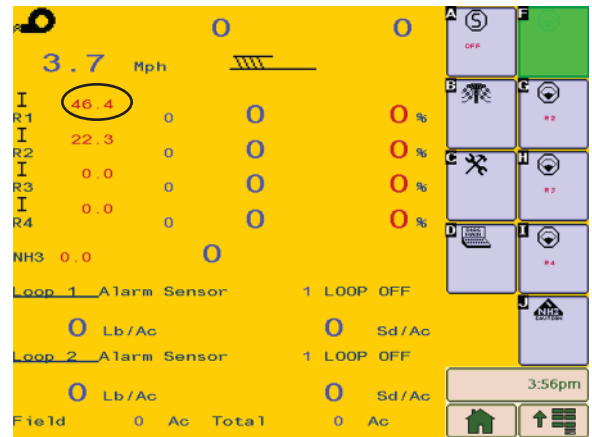 0 0
3.7 Mph
I 46.4
R1 0 0 0 %
I 22.3
R2 0 0 0 %
I 0.0
R3 0 0 0 %
I 0.0
R4 0 0 0 %
NH3 0.0 0
Loop 1 Alarm Sensor 1 LOOP OFF
0 Lb/Ac 0 Sd/Ac
Loop 2 Alarm Sensor 1 LOOP OFF
0 Lb/Ac 0 Sd/Ac
Field 0 Ac Total 0 Ac
A S
OFF
F
B
G
R2
C
H
D
I
R4
J
NH3
3:56pm